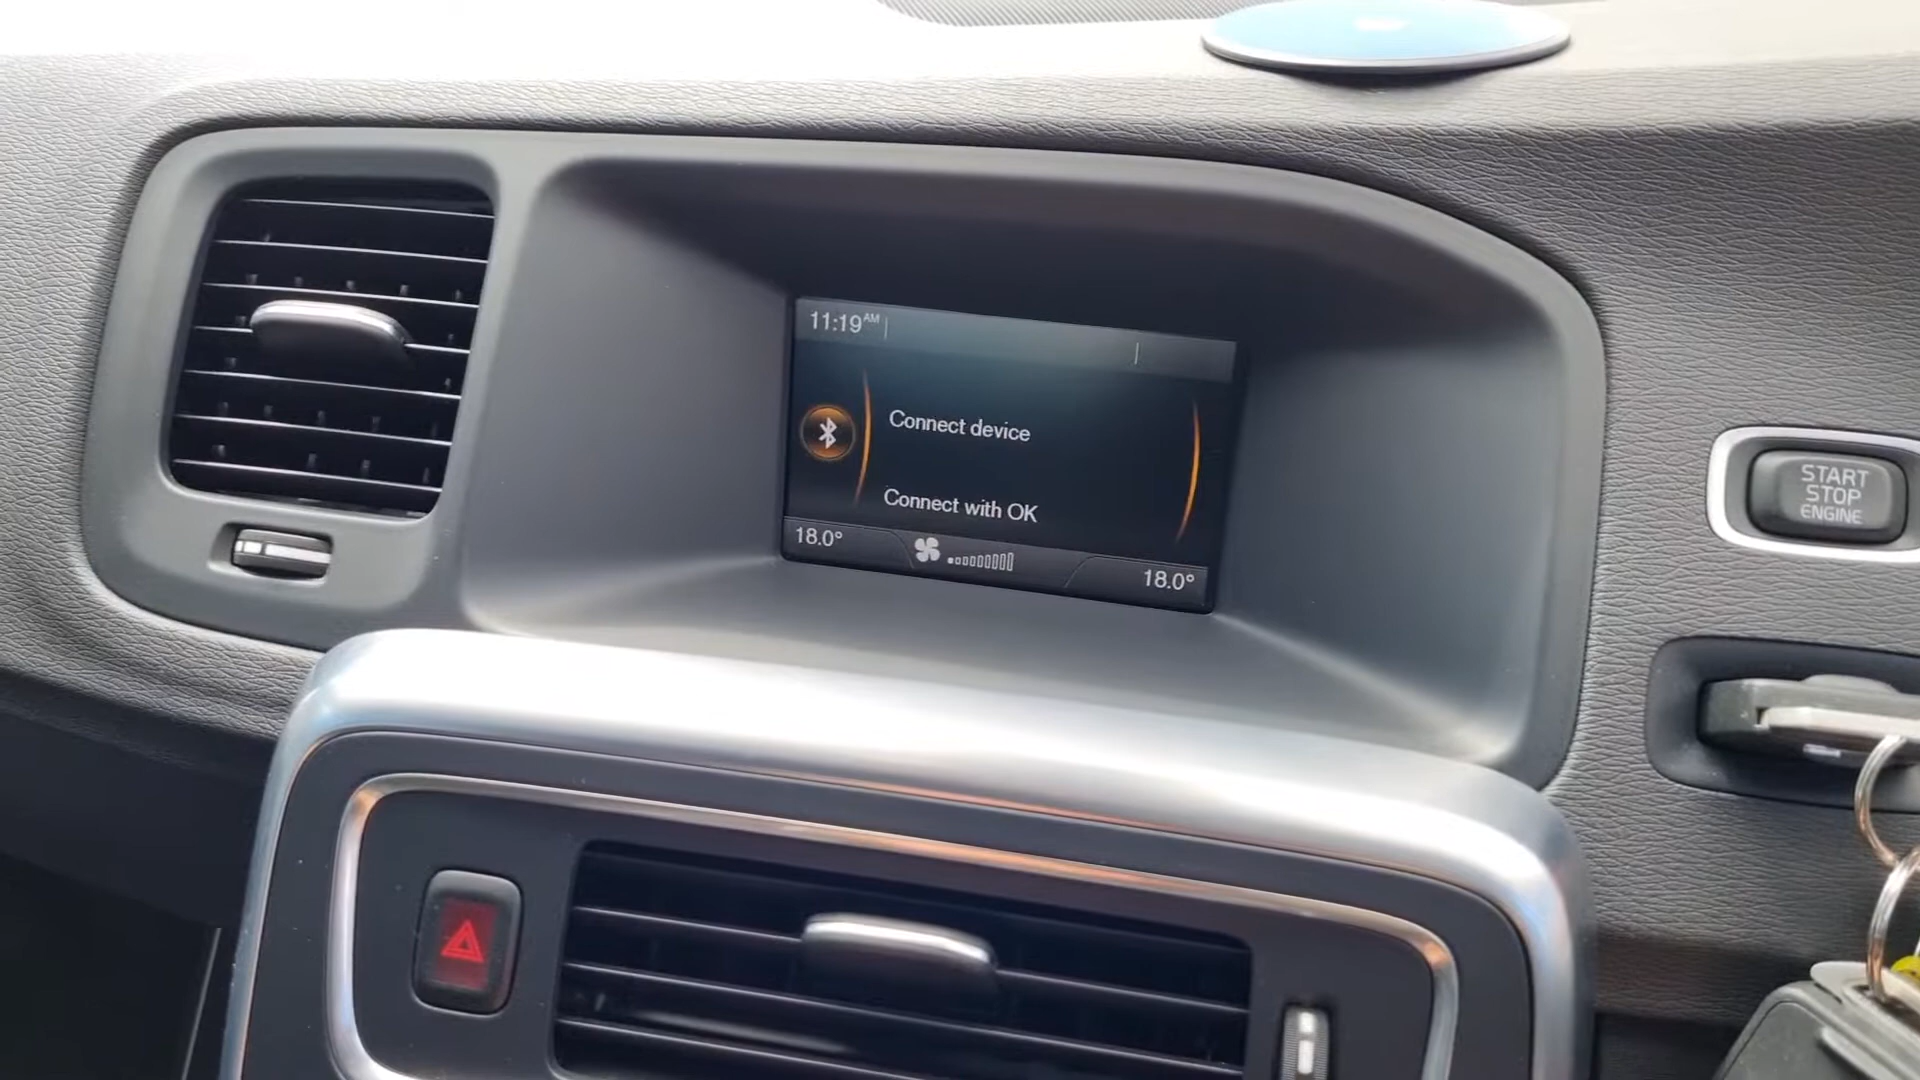 11:19AM
Connect device
Connect with OK
18.0°
18.0°
START
STOP
ENGINE